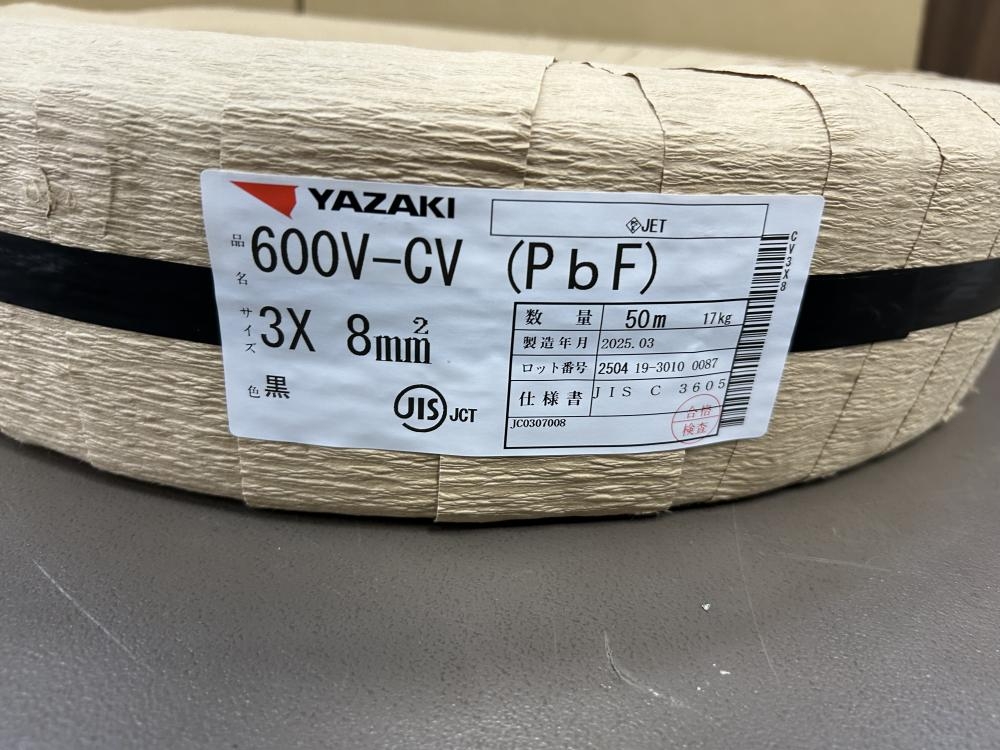 YAZAKI
JET
品名 600V-CV (PbF)
サイズ 3X 8mm²
色 黒
JIS JCT
数量 50m 17kg
製造年月 2025.03
ロット番号 2504 19-3010 0087
仕様書 JIS C 3605
JC0307008
合格
検査
CV3X8